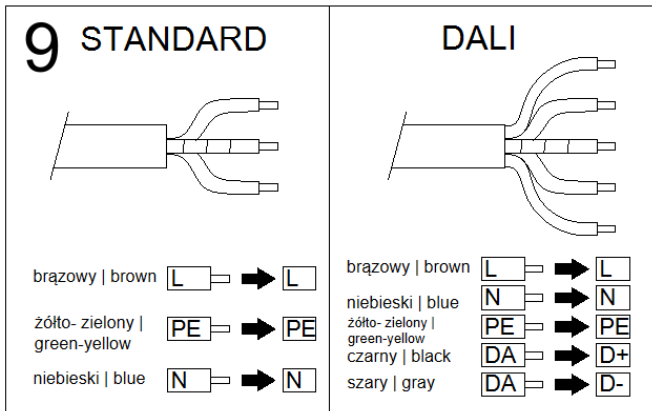 9 STANDARD
brązowy | brown L L
żółto- zielony |
green-yellow PE PE
niebieski | blue N N
DALI
brązowy | brown L L
niebieski | blue N N
żółto- zielony |
green-yellow PE PE
czarny | black DA D+
szary | gray DA D-